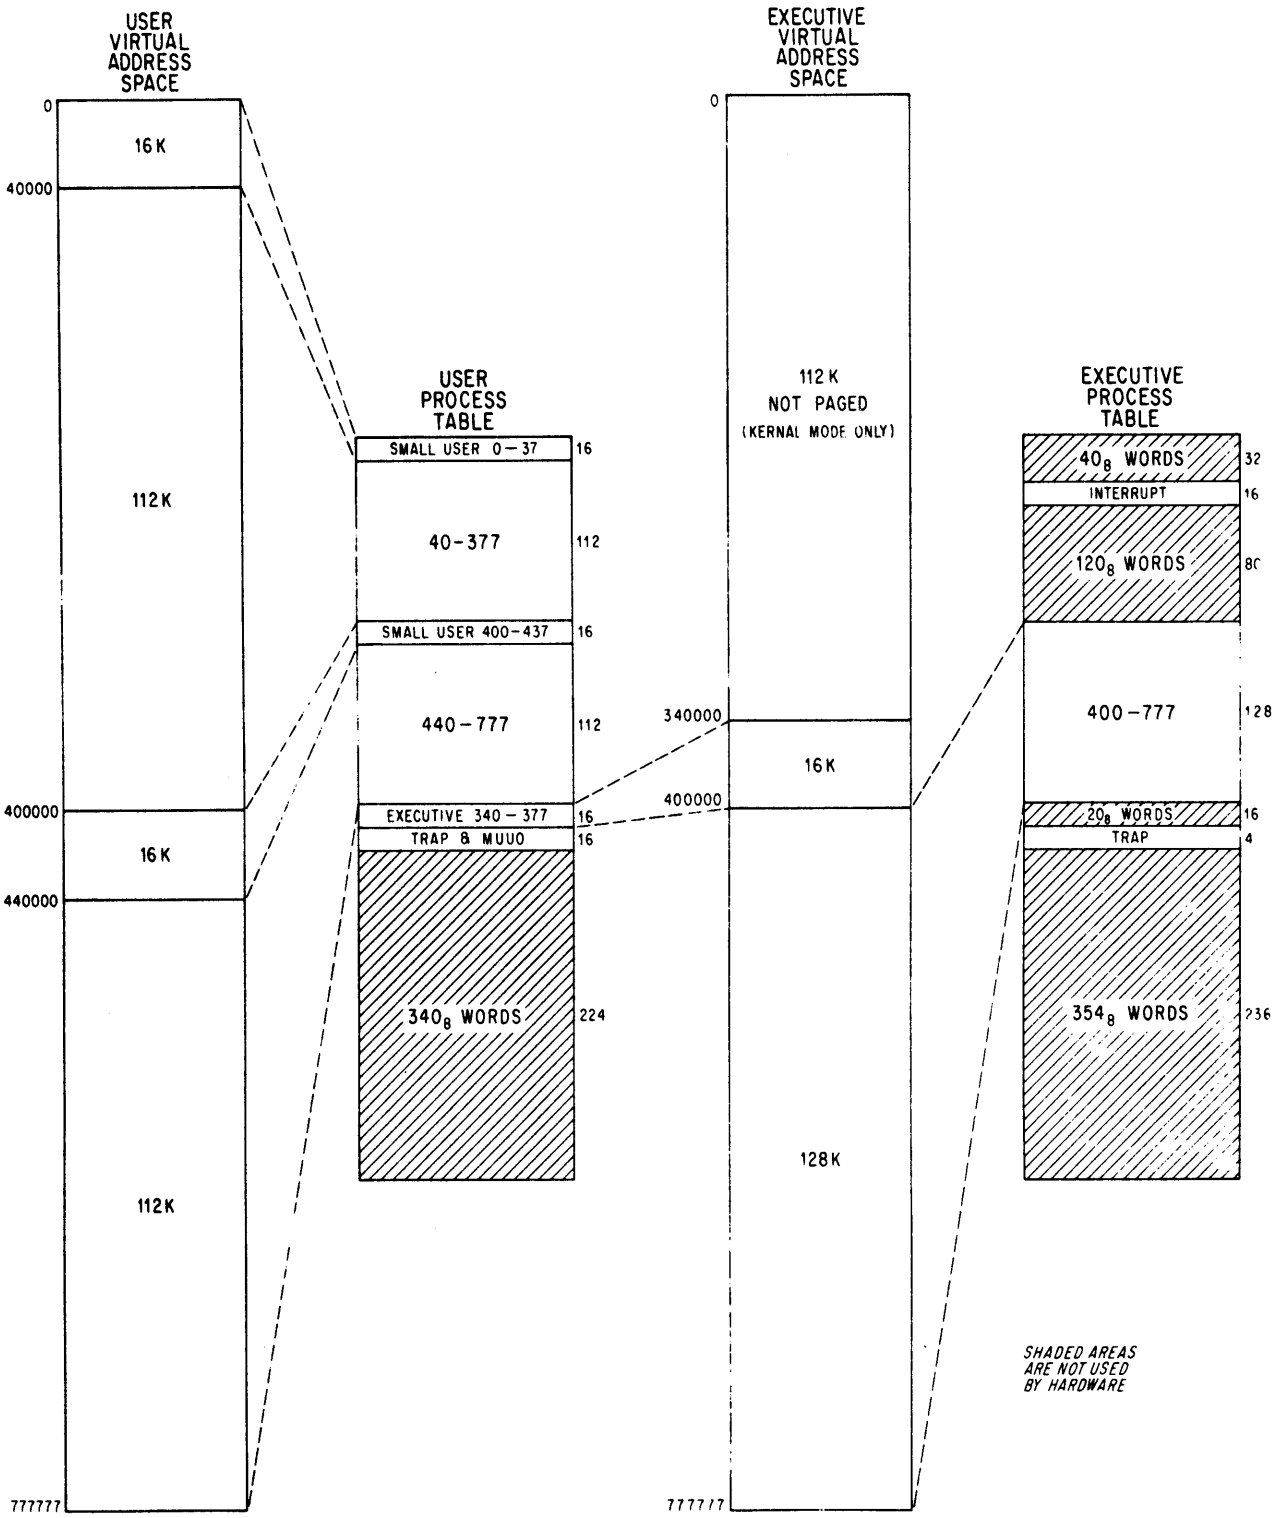 USER
VIRTUAL
ADDRESS
SPACE
0
16K
40000
112K
400000
16K
440000
112K
777777
USER
PROCESS
TABLE
SMALL USER 0-37 16
40-377 112
SMALL USER 400-437 16
440-777 112
EXECUTIVE 340-377 16
TRAP & MUUO 16
340₈ WORDS 224
EXECUTIVE
VIRTUAL
ADDRESS
SPACE
0
112K
NOT PAGED
(KERNAL MODE ONLY)
340000
16K
400000
128K
777777
EXECUTIVE
PROCESS
TABLE
40₈ WORDS 32
INTERRUPT 16
120₈ WORDS 80
400-777 128
20₈ WORDS 16
TRAP 4
354₈ WORDS 236
SHADED AREAS
ARE NOT USED
BY HARDWARE